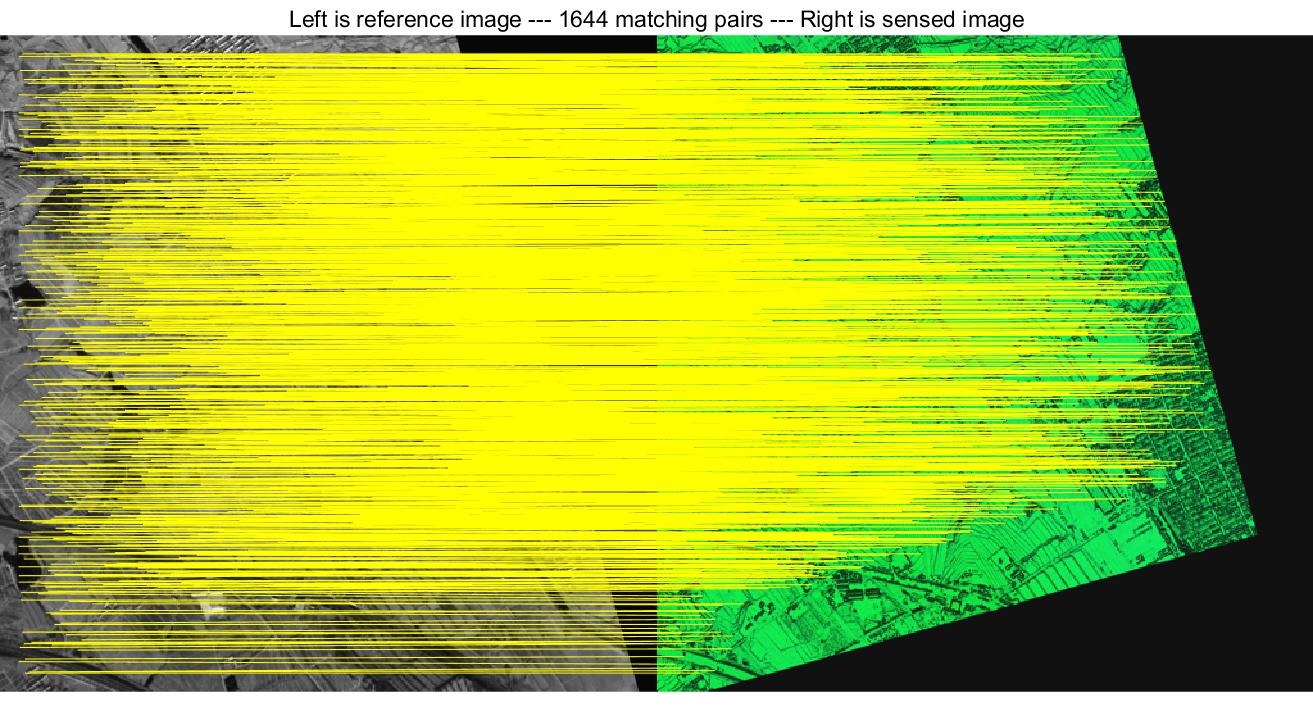 Left is reference image --- 1644 matching pairs --- Right is sensed image